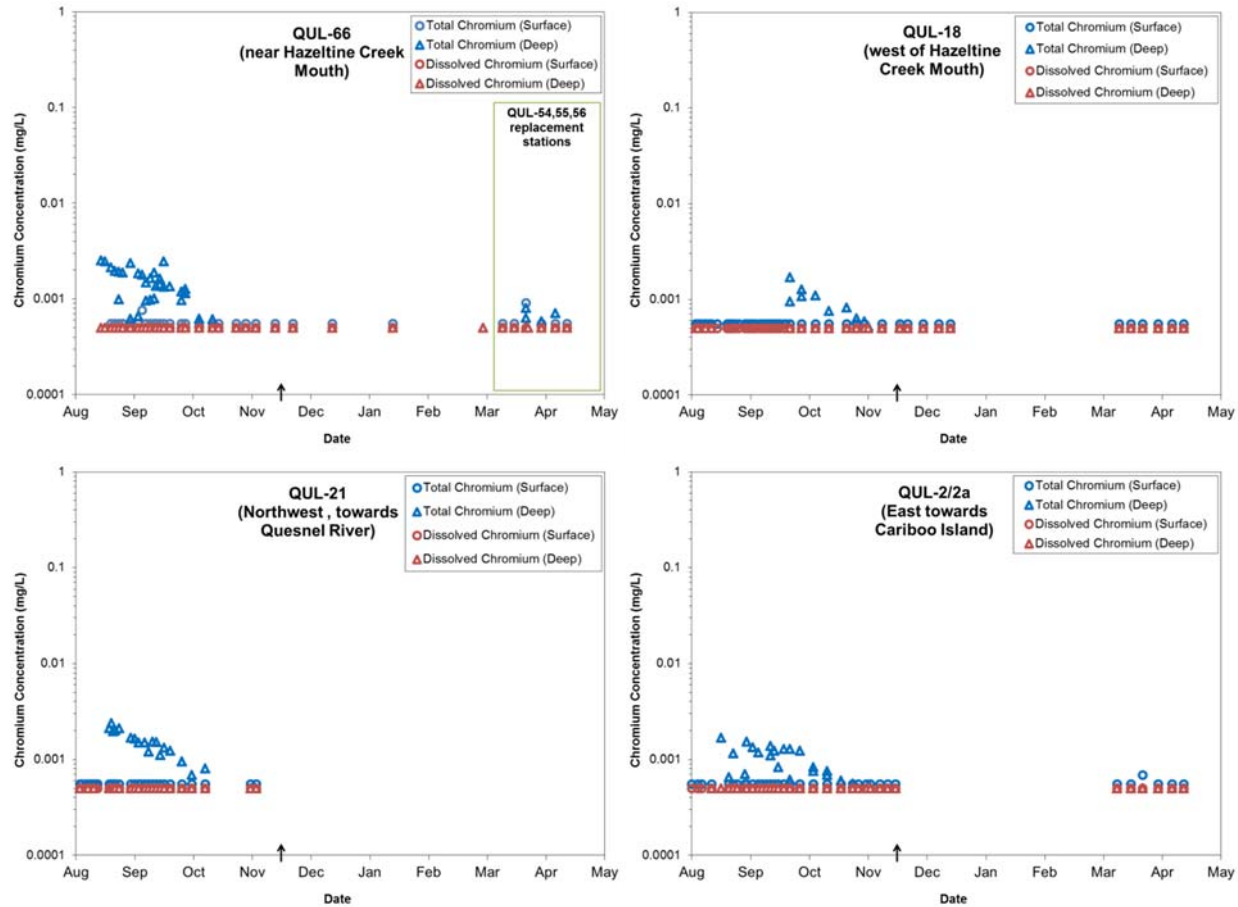 QUL-66
(near Hazeltine Creek
Mouth)
Total Chromium (Surface)
Total Chromium (Deep)
Dissolved Chromium (Surface)
Dissolved Chromium (Deep)
QUL-54,55,56
replacement
stations
Chromium Concentration (mg/L)
1
0.1
0.01
0.001
0.0001
Aug Sep Oct Nov Dec Jan Feb Mar Apr May
Date
QUL-18
(west of Hazeltine
Creek Mouth)
Total Chromium (Surface)
Total Chromium (Deep)
Dissolved Chromium (Surface)
Dissolved Chromium (Deep)
Chromium Concentration (mg/L)
1
0.1
0.01
0.001
0.0001
Aug Sep Oct Nov Dec Jan Feb Mar Apr May
Date
QUL-21
(Northwest , towards
Quesnel River)
Total Chromium (Surface)
Total Chromium (Deep)
Dissolved Chromium (Surface)
Dissolved Chromium (Deep)
Chromium Concentration (mg/L)
1
0.1
0.01
0.001
0.0001
Aug Sep Oct Nov Dec Jan Feb Mar Apr May
Date
QUL-2/2a
(East towards
Cariboo Island)
Total Chromium (Surface)
Total Chromium (Deep)
Dissolved Chromium (Surface)
Dissolved Chromium (Deep)
Chromium Concentration (mg/L)
1
0.1
0.01
0.001
0.0001
Aug Sep Oct Nov Dec Jan Feb Mar Apr May
Date